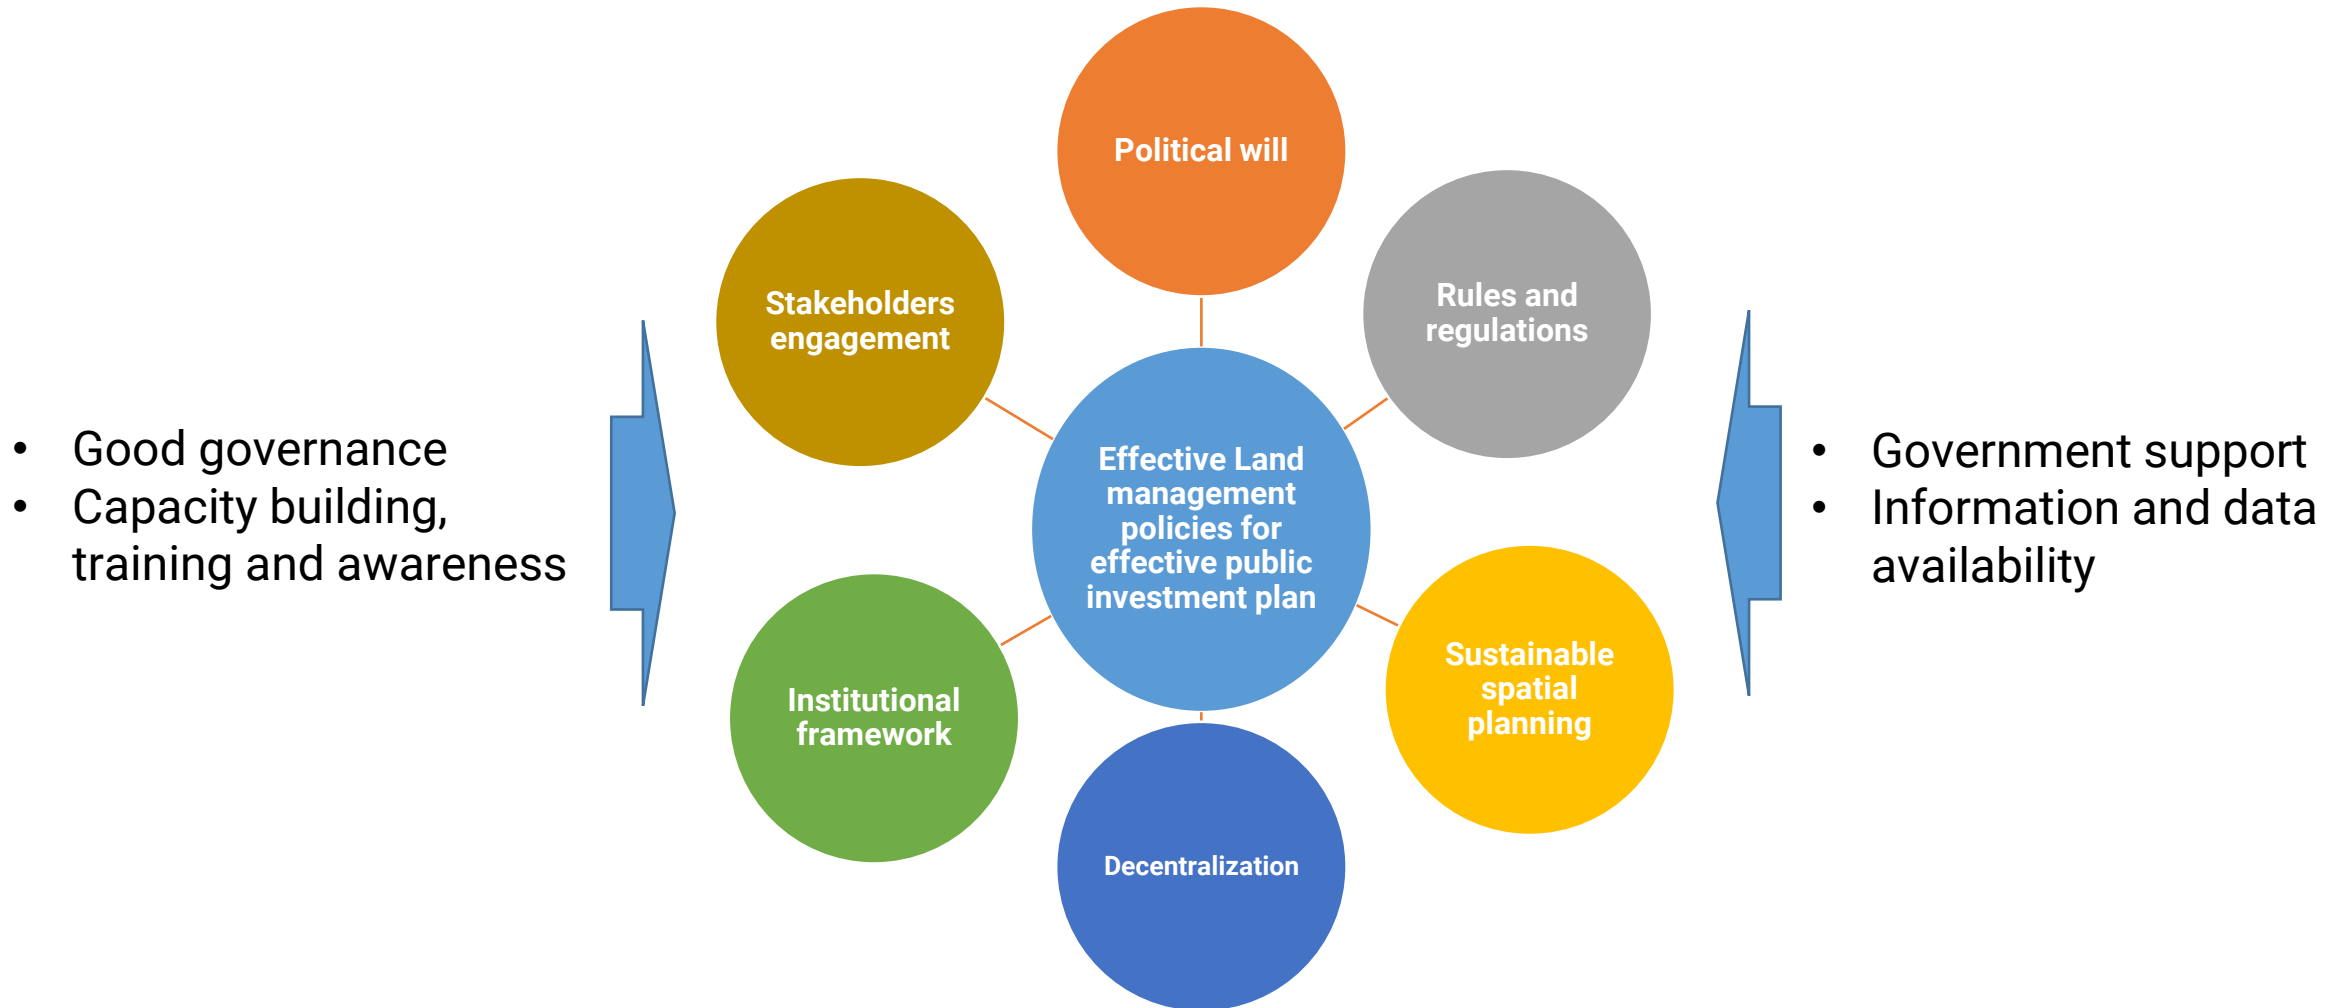 Political will
Stakeholders
engagement
Rules and
regulations
• Good governance
• Capacity building,
training and awareness
Effective Land
management
policies for
effective public
investment plan
• Government support
• Information and data
availability
Institutional
framework
Sustainable
spatial
planning
Decentralization